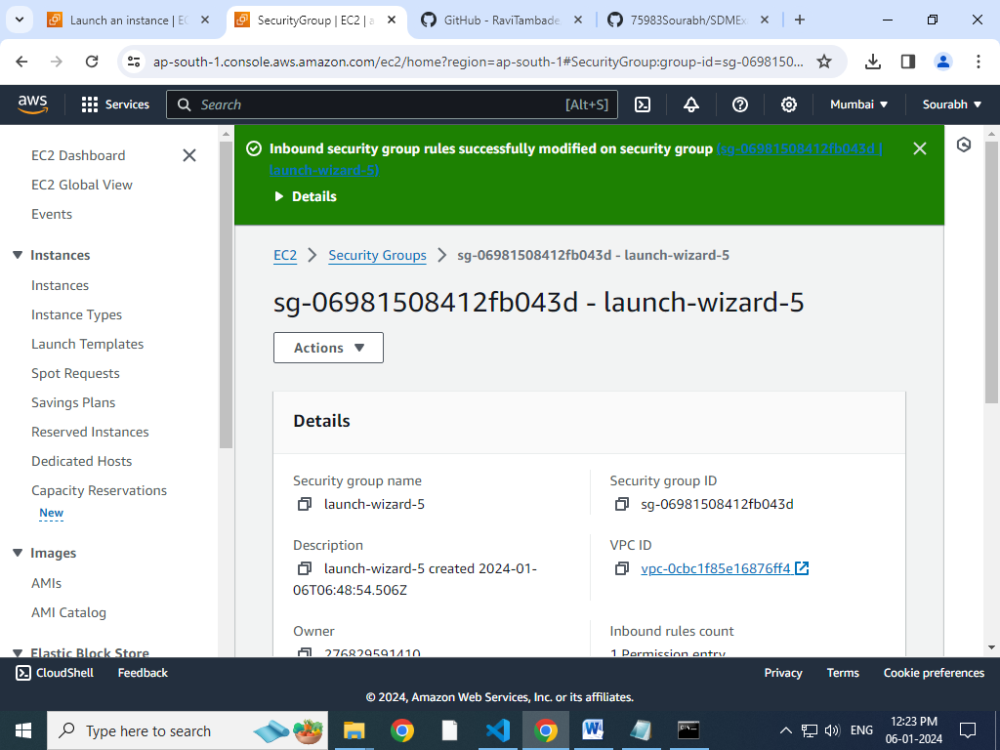 Launch an instance | EC
SecurityGroup | EC2 | a
GitHub - RaviTambade
75983Sourabh/SDMEx
ap-south-1.console.aws.amazon.com/ec2/home?region=ap-south-1#SecurityGroup:group-id=sg-0698150...
aws
Services
Search
[Alt+S]
Mumbai
Sourabh
EC2 Dashboard
EC2 Global View
Events
Instances
Instances
Instance Types
Launch Templates
Spot Requests
Savings Plans
Reserved Instances
Dedicated Hosts
Capacity Reservations
New
Images
AMIs
AMI Catalog
Elastic Block Store
Inbound security group rules successfully modified on security group (sg-06981508412fb043d |
launch-wizard-5)
Details
EC2
Security Groups
sg-06981508412fb043d - launch-wizard-5
sg-06981508412fb043d - launch-wizard-5
Actions
Details
Security group name
launch-wizard-5
Security group ID
sg-06981508412fb043d
Description
launch-wizard-5 created 2024-01-
06T06:48:54.506Z
VPC ID
vpc-0cbc1f85e16876ff4
Owner
276829591410
Inbound rules count
1 Permission entry
CloudShell
Feedback
Privacy
Terms
Cookie preferences
© 2024, Amazon Web Services, Inc. or its affiliates.
Type here to search
ENG
12:23 PM
06-01-2024